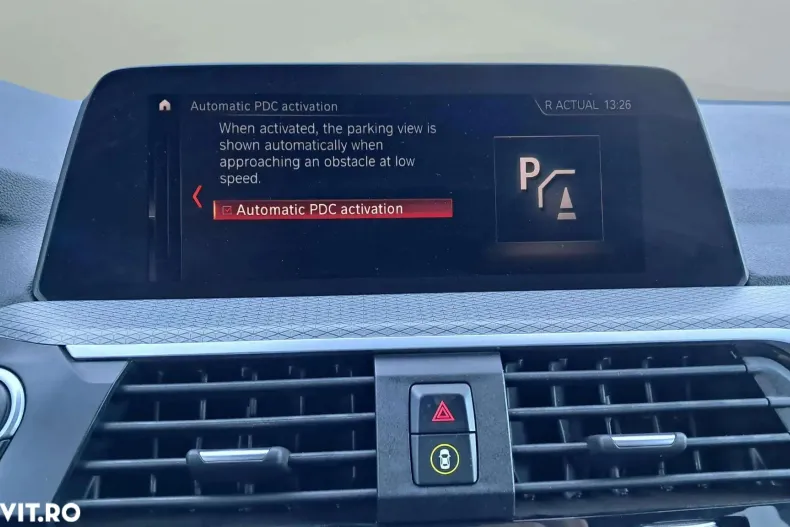 Automatic PDC activation
R ACTUAL 13:26
When activated, the parking view is
shown automatically when
approaching an obstacle at low
speed.
Automatic PDC activation
P
VIT.RO